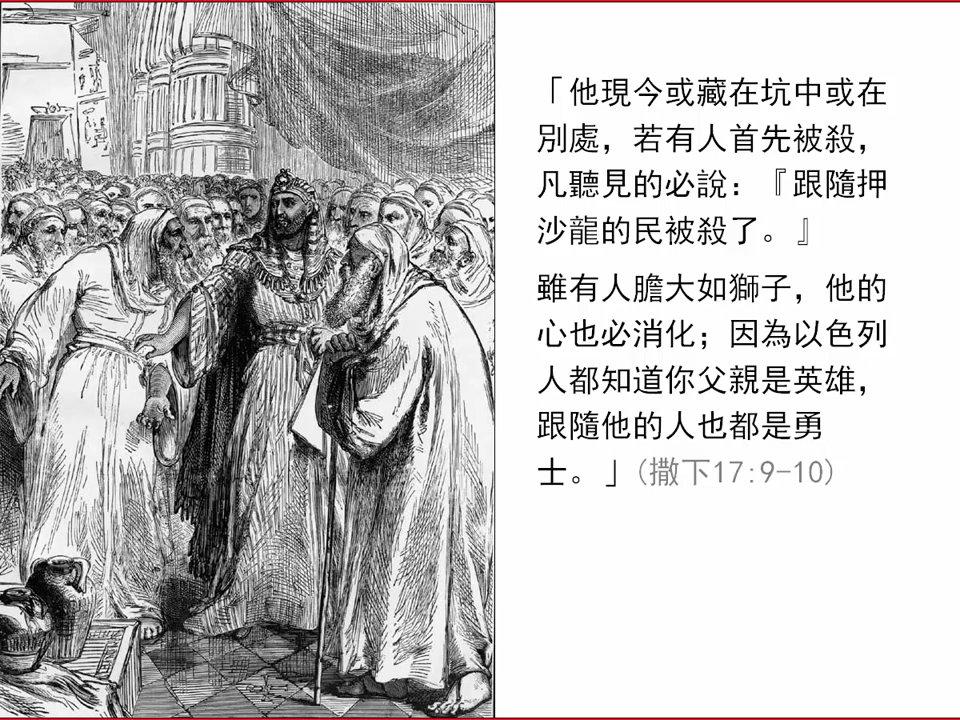 「他現今或藏在坑中或在
別處，若有人首先被殺，
凡聽見的必說：『跟隨押
沙龍的民被殺了。』
雖有人膽大如獅子，他的
心也必消化；因為以色列
人都知道你父親是英雄，
跟隨他的人也都是勇
士。」(撒下17:9-10)